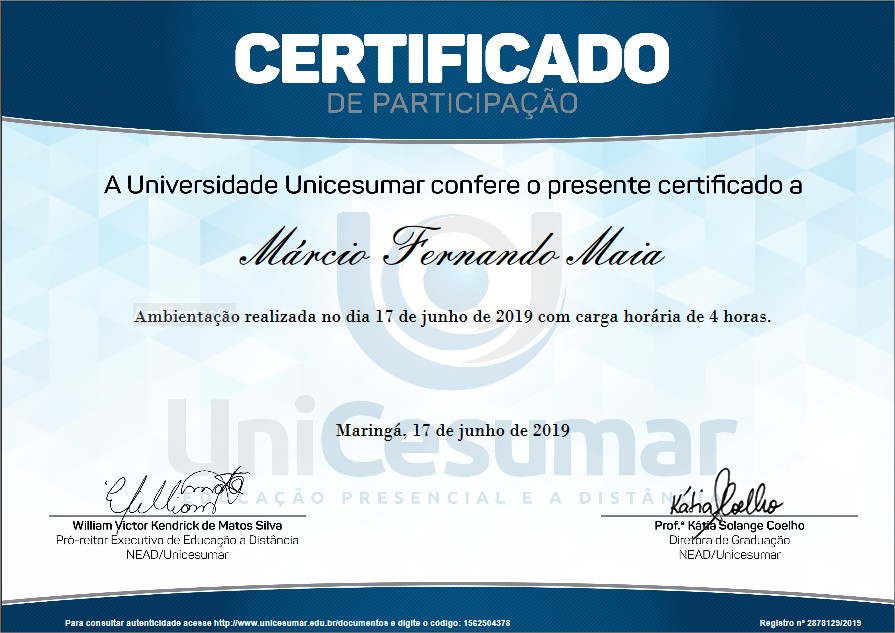 CERTIFICADO
DE PARTICIPAÇÃO
A Universidade Unicesumar confere o presente certificado a
Márcio Fernando Maia
Ambientação realizada no dia 17 de junho de 2019 com carga horária de 4 horas.
UniCesumar
Maringá, 17 de junho de 2019
EDUCAÇÃO PRESENCIAL E A DISTÂNCIA
William Victor Kendrick de Matos Silva
Pró-reitor Executivo de Educação a Distância
NEAD/Unicesumar
Kátia Coelho
Prof.ª Kátia Solange Coelho
Diretora de Graduação
NEAD/Unicesumar
Para consultar autenticidade acesse http://www.unicesumar.edu.br/documentos e digite o código: 1562504378
Registro nº 2878129/2019